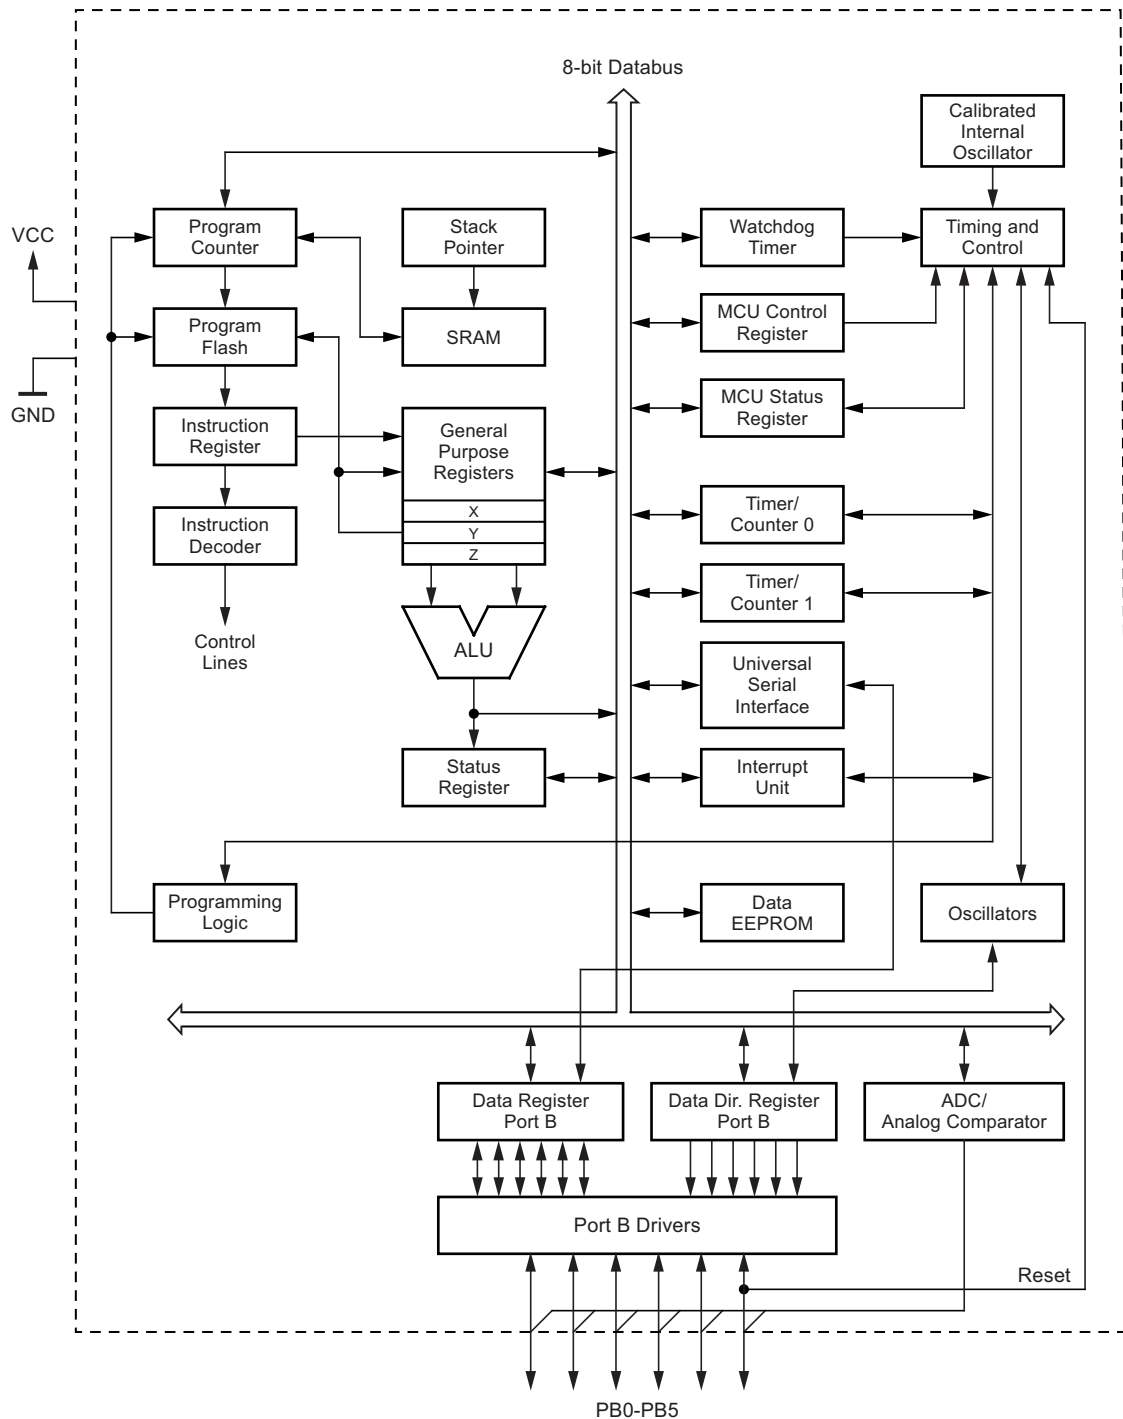 8-bit Databus
Calibrated
Internal
Oscillator
VCC
GND
Program
Counter
Stack
Pointer
Watchdog
Timer
Timing and
Control
Program
Flash
SRAM
MCU Control
Register
Instruction
Register
General
Purpose
Registers
X
Y
Z
MCU Status
Register
Instruction
Decoder
Timer/
Counter 0
Control
Lines
ALU
Timer/
Counter 1
Universal
Serial
Interface
Status
Register
Interrupt
Unit
Programming
Logic
Data
EEPROM
Oscillators
Data Register
Port B
Data Dir. Register
Port B
ADC/
Analog Comparator
Port B Drivers
Reset
PB0-PB5